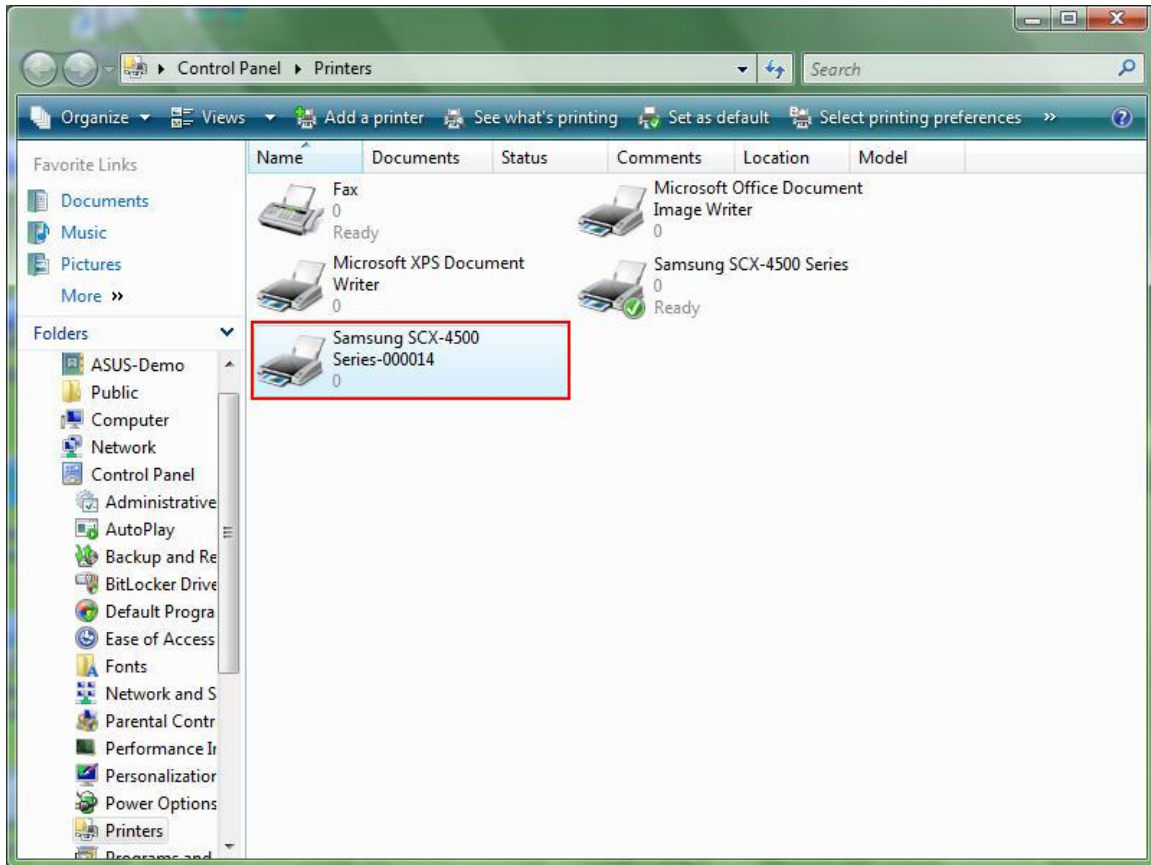 Control Panel ▸ Printers
Search
Organize Views Add a printer See what's printing Set as default Select printing preferences »
Favorite Links
Documents
Music
Pictures
More »
Folders
ASUS-Demo
Public
Computer
Network
Control Panel
Administrative
AutoPlay
Backup and Re
BitLocker Drive
Default Progra
Ease of Access
Fonts
Network and S
Parental Contr
Performance Ir
Personalization
Power Options
Printers
Programs and
Name Documents Status Comments Location Model
Fax
0
Ready
Microsoft Office Document
Image Writer
0
Microsoft XPS Document
Writer
0
Samsung SCX-4500 Series
0
Ready
Samsung SCX-4500
Series-000014
0